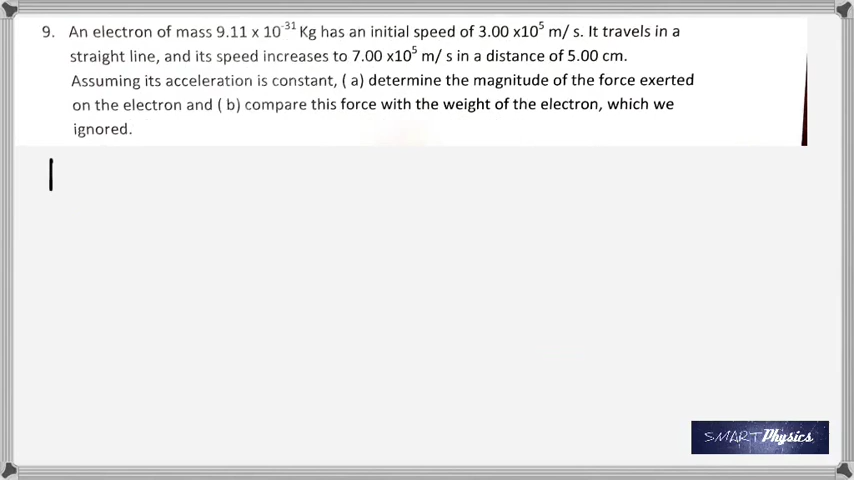 9. An electron of mass 9.11 x 10⁻³¹ Kg has an initial speed of 3.00 x10⁵ m/ s. It travels in a
straight line, and its speed increases to 7.00 x10⁵ m/ s in a distance of 5.00 cm.
Assuming its acceleration is constant, ( a) determine the magnitude of the force exerted
on the electron and ( b) compare this force with the weight of the electron, which we
ignored.
SMARTPhysics